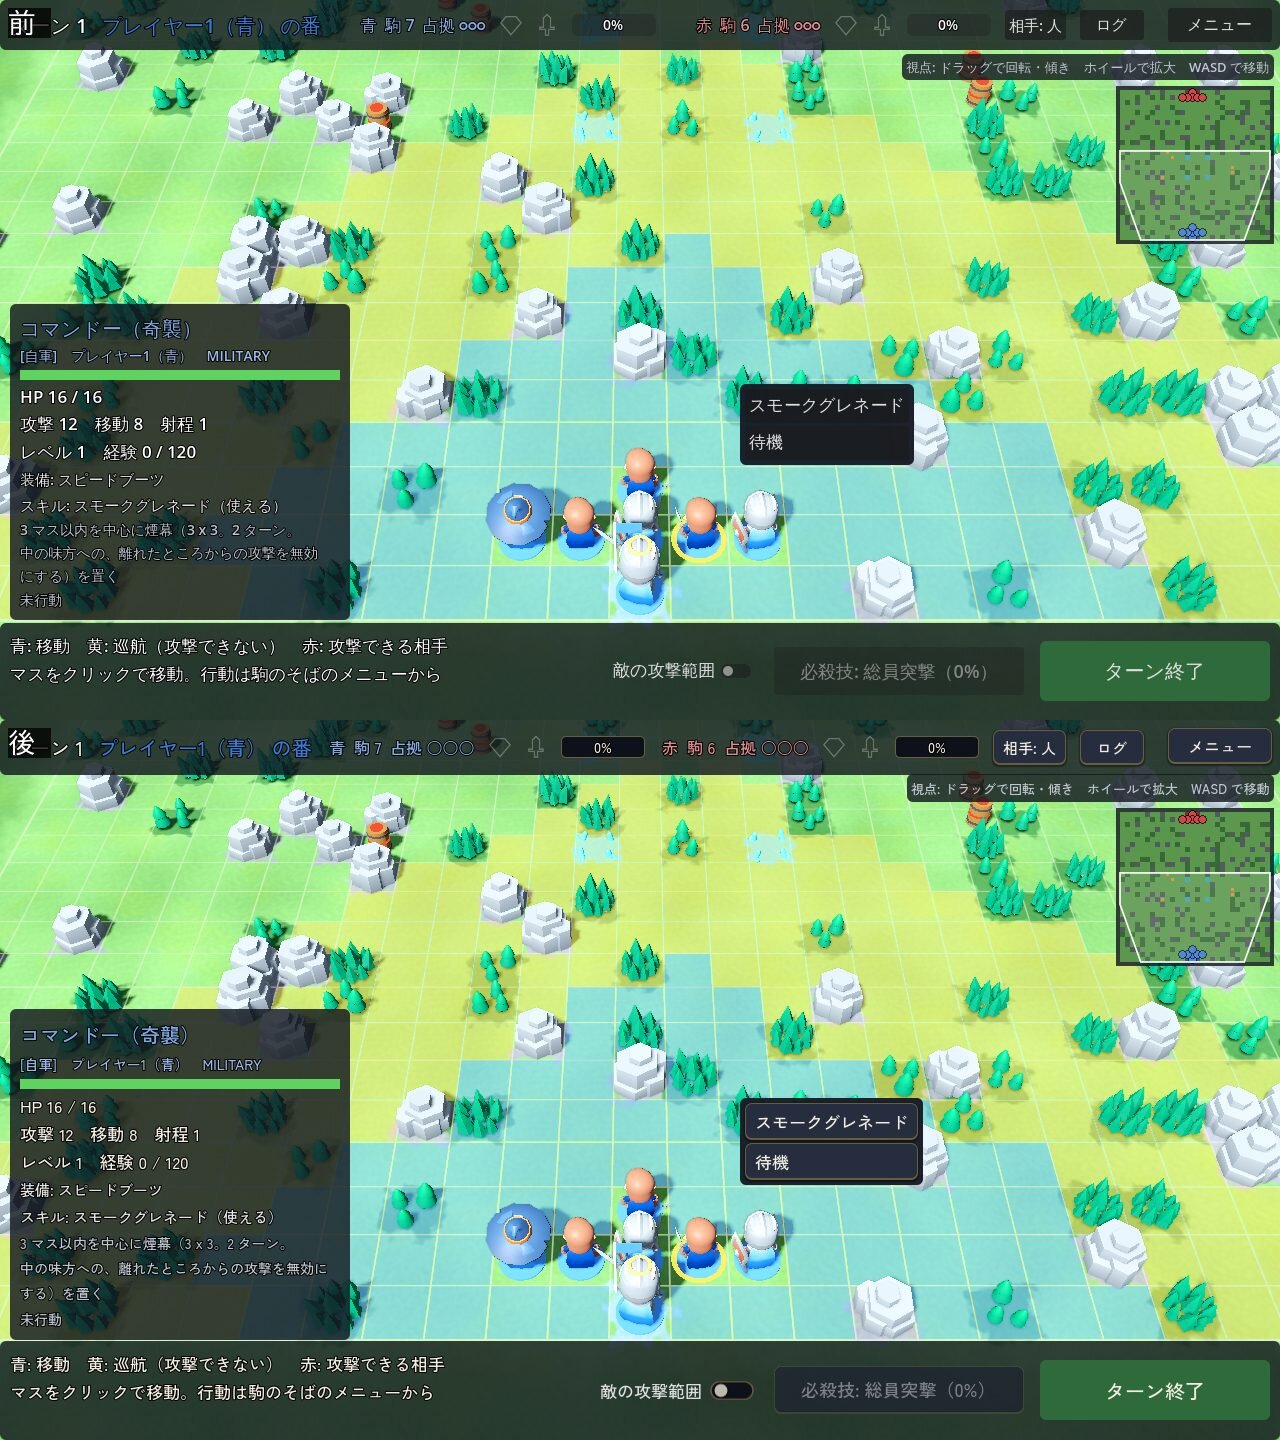 前
ン 1 プレイヤー1（青）の番 青 駒 7 占拠 ○○○ 0% 赤 駒 6 占拠 ○○○ 0% 相手: 人 ログ メニュー
視点: ドラッグで回転・傾き ホイールで拡大 WASD で移動
コマンドー（奇襲）
[自軍] プレイヤー1（青） MILITARY
HP 16 / 16
攻撃 12 移動 8 射程 1
レベル 1 経験 0 / 120
装備: スピードブーツ
スキル: スモークグレネード（使える）
3 マス以内を中心に煙幕（3 x 3。2 ターン。
中の味方への、離れたところからの攻撃を無効
にする）を置く
未行動
スモークグレネード
待機
青: 移動 黄: 巡航（攻撃できない） 赤: 攻撃できる相手
マスをクリックで移動。行動は駒のそばのメニューから
敵の攻撃範囲
必殺技: 総員突撃（0%）
ターン終了
後
ン 1 プレイヤー1（青）の番 青 駒 7 占拠 ○○○ 0% 赤 駒 6 占拠 ○○○ 0% 相手: 人 ログ メニュー
視点: ドラッグで回転・傾き ホイールで拡大 WASD で移動
コマンドー（奇襲）
[自軍] プレイヤー1（青） MILITARY
HP 16 / 16
攻撃 12 移動 8 射程 1
レベル 1 経験 0 / 120
装備: スピードブーツ
スキル: スモークグレネード（使える）
3 マス以内を中心に煙幕（3 x 3。2 ターン。
中の味方への、離れたところからの攻撃を無効に
する）を置く
未行動
スモークグレネード
待機
青: 移動 黄: 巡航（攻撃できない） 赤: 攻撃できる相手
マスをクリックで移動。行動は駒のそばのメニューから
敵の攻撃範囲
必殺技: 総員突撃（0%）
ターン終了